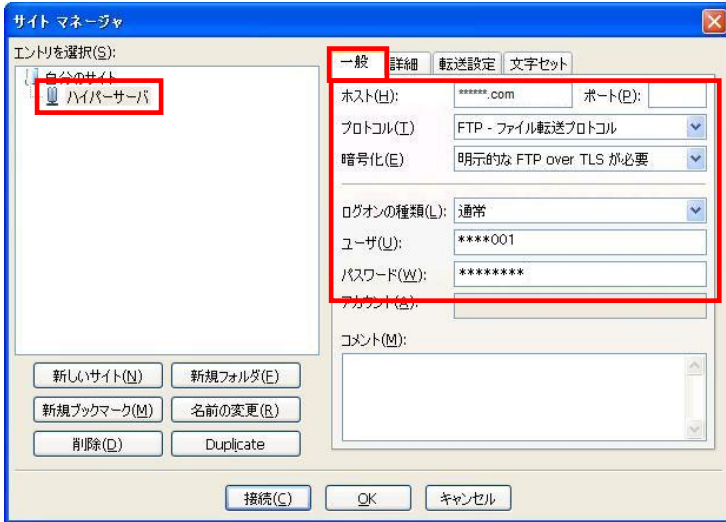 サイト マネージャ
エントリを選択(S):
自分のサイト
ハイパーサーバ
新しいサイト(N)
新規フォルダ(F)
新規ブックマーク(M)
名前の変更(R)
削除(D)
Duplicate
一般
詳細
転送設定
文字セット
ホスト(H):
******.com
ポート(P):
プロトコル(T)
FTP - ファイル転送プロトコル
暗号化(E)
明示的な FTP over TLS が必要
ログオンの種類(L):
通常
ユーザ(U):
****001
パスワード(W):
********
アカウント(A):
コメント(M):
接続(C)
OK
キャンセル